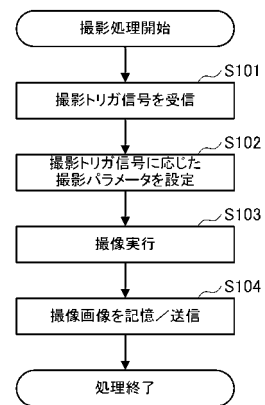 撮影処理開始
S101
撮影トリガ信号を受信
S102
撮影トリガ信号に応じた
撮影パラメータを設定
S103
撮像実行
S104
撮像画像を記憶／送信
処理終了